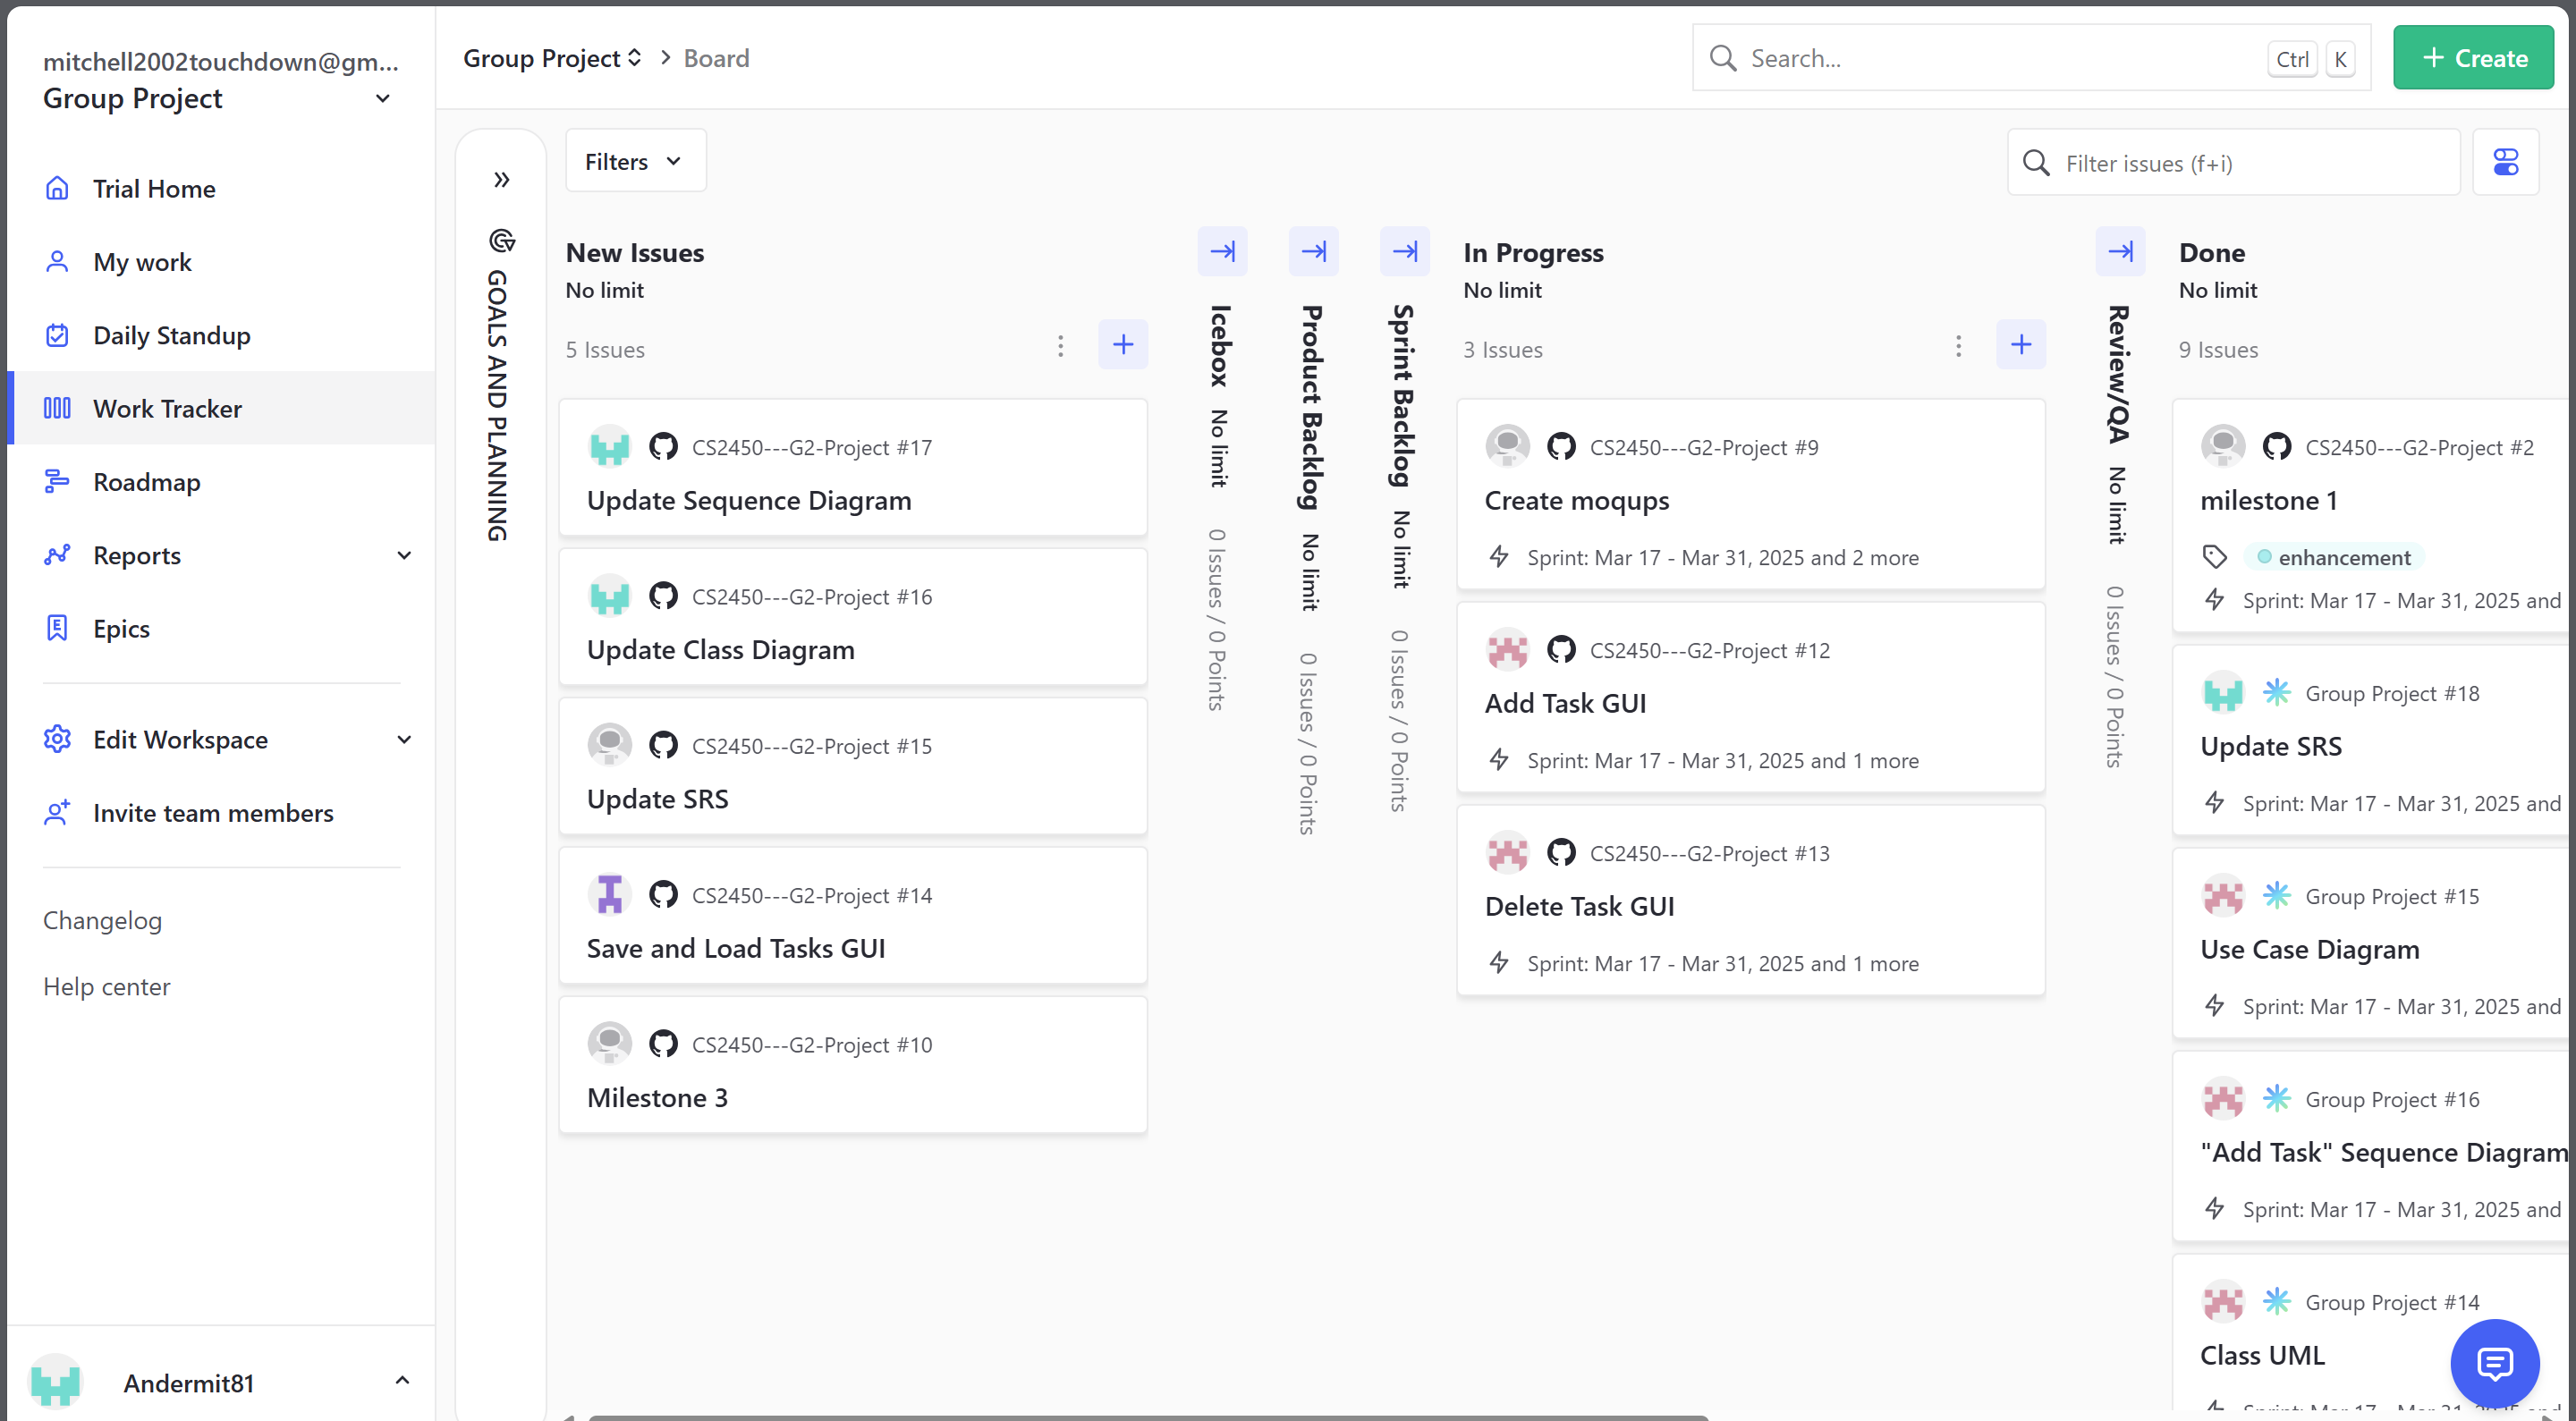 mitchell2002touchdown@gm...
Group Project
Trial Home
My work
Daily Standup
Work Tracker
Roadmap
Reports
Epics
Edit Workspace
Invite team members
Changelog
Help center
Andermit81
Group Project > Board
Search...
Ctrl K
+ Create
GOALS AND PLANNING
Filters
Filter issues (f+i)
New Issues
No limit
5 Issues
CS2450---G2-Project #17
Update Sequence Diagram
CS2450---G2-Project #16
Update Class Diagram
CS2450---G2-Project #15
Update SRS
CS2450---G2-Project #14
Save and Load Tasks GUI
CS2450---G2-Project #10
Milestone 3
Icebox No limit 0 Issues / 0 Points
Product Backlog No limit 0 Issues / 0 Points
Sprint Backlog No limit 0 Issues / 0 Points
In Progress
No limit
3 Issues
CS2450---G2-Project #9
Create moqups
Sprint: Mar 17 - Mar 31, 2025 and 2 more
CS2450---G2-Project #12
Add Task GUI
Sprint: Mar 17 - Mar 31, 2025 and 1 more
CS2450---G2-Project #13
Delete Task GUI
Sprint: Mar 17 - Mar 31, 2025 and 1 more
Review/QA No limit 0 Issues / 0 Points
Done
No limit
9 Issues
CS2450---G2-Project #2
milestone 1
enhancement
Sprint: Mar 17 - Mar 31, 2025 and
Group Project #18
Update SRS
Sprint: Mar 17 - Mar 31, 2025 and
Group Project #15
Use Case Diagram
Sprint: Mar 17 - Mar 31, 2025 and
Group Project #16
"Add Task" Sequence Diagram
Sprint: Mar 17 - Mar 31, 2025 and
Group Project #14
Class UML